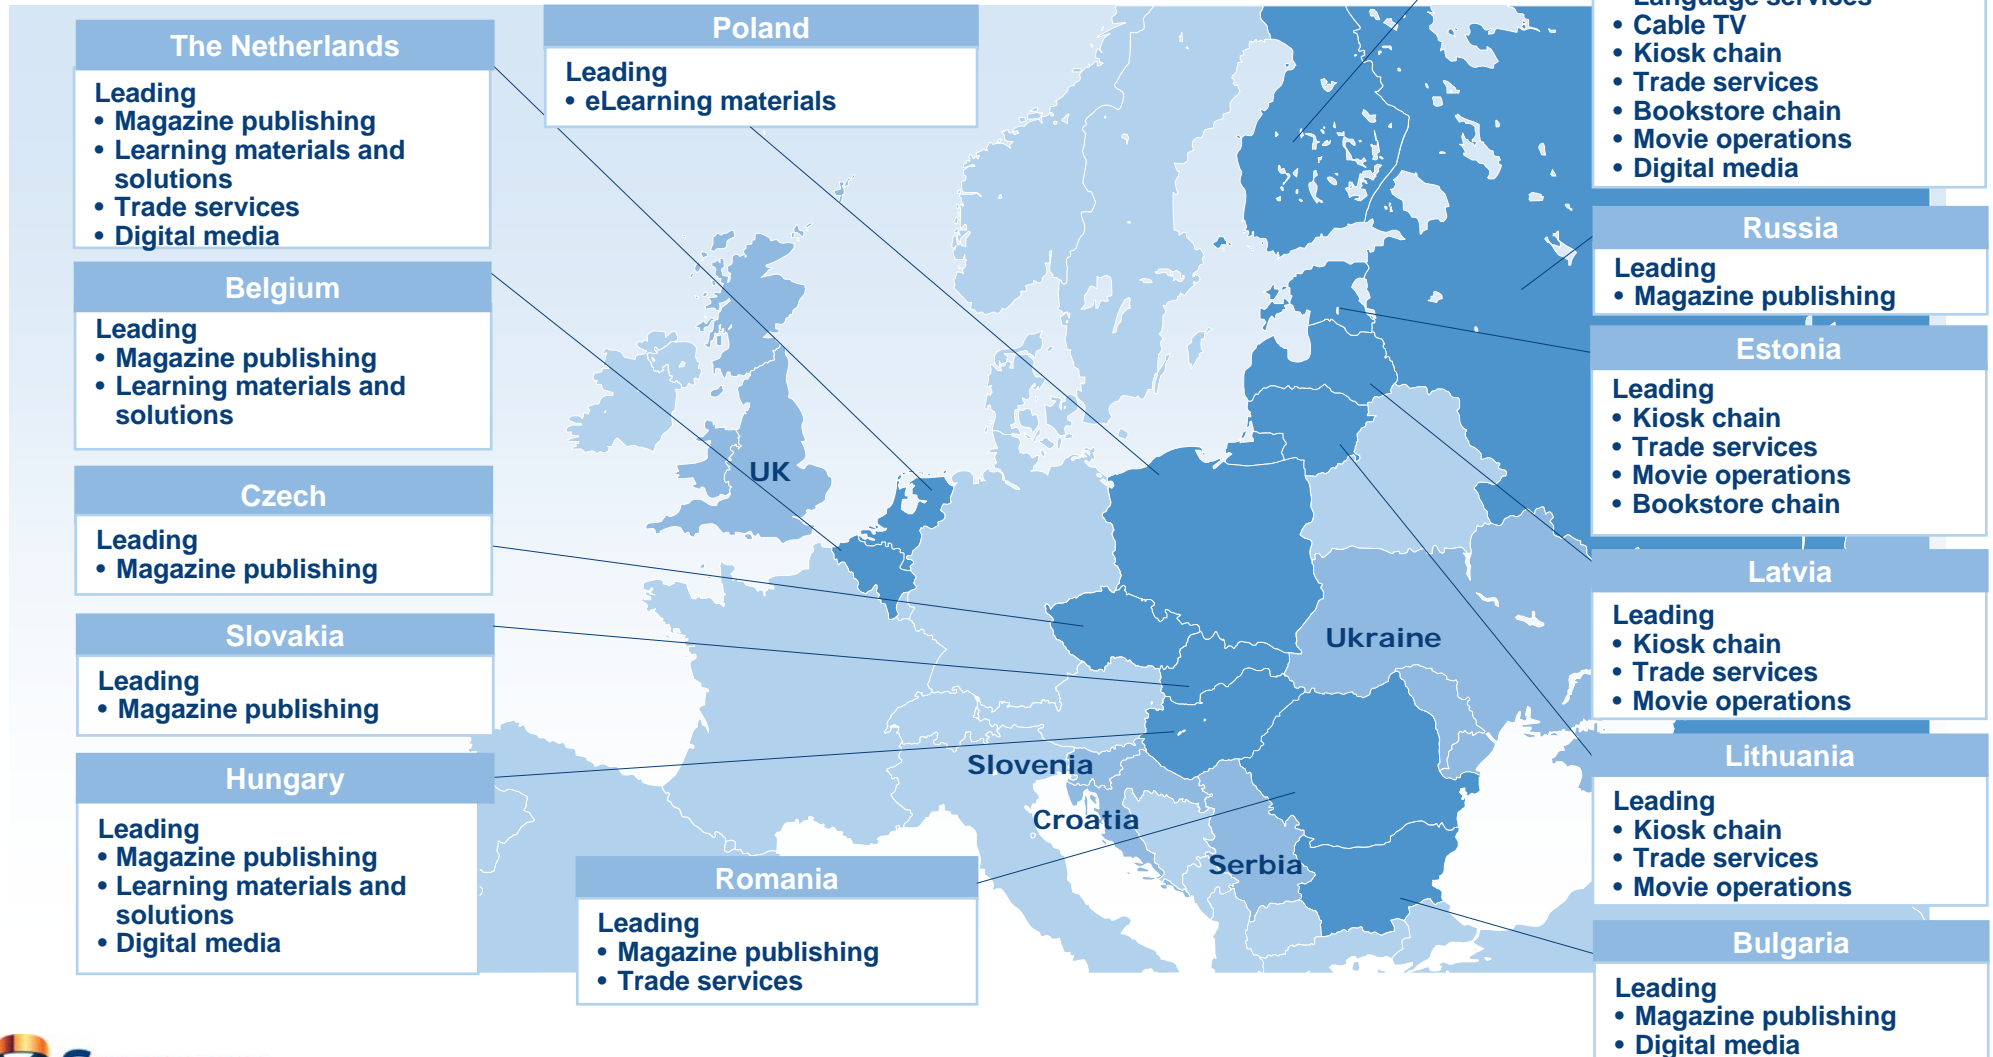 The Netherlands
Leading
• Magazine publishing
• Learning materials and
solutions
• Trade services
• Digital media
Belgium
Leading
• Magazine publishing
• Learning materials and
solutions
Czech
Leading
• Magazine publishing
Slovakia
Leading
• Magazine publishing
Hungary
Leading
• Magazine publishing
• Learning materials and
solutions
• Digital media
Poland
Leading
• eLearning materials
Romania
Leading
• Magazine publishing
• Trade services
UK
Ukraine
Slovenia
Croatia
Serbia
Language services
• Cable TV
• Kiosk chain
• Trade services
• Bookstore chain
• Movie operations
• Digital media
Russia
Leading
• Magazine publishing
Estonia
Leading
• Kiosk chain
• Trade services
• Movie operations
• Bookstore chain
Latvia
Leading
• Kiosk chain
• Trade services
• Movie operations
Lithuania
Leading
• Kiosk chain
• Trade services
• Movie operations
Bulgaria
Leading
• Magazine publishing
• Digital media